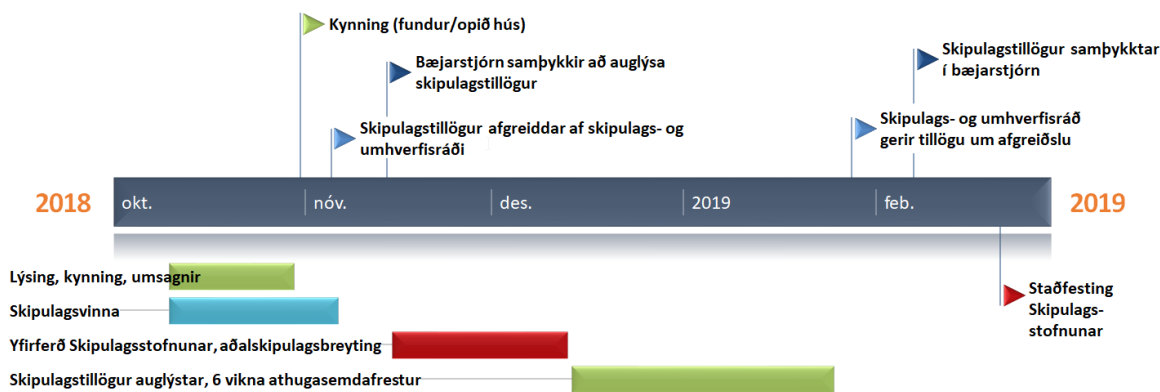 Kynning (fundur/opið hús)
Bæjarstjórn samþykkir að auglýsa
skipulagstillögur
Skipulagstillögur afgreiddar af skipulags- og
umhverfisráði
Skipulagstillögur samþykktar
í bæjarstjórn
Skipulags- og umhverfisráð
gerir tillögu um afgreiðslu
2018
okt.
nóv.
des.
2019
feb.
2019
Lýsing, kynning, umsagnir
Skipulagsvinna
Yfirferð Skipulagsstofnunar, aðalskipulagsbreyting
Skipulagstillögur auglýstar, 6 vikna athugasemdafrestur
Staðfesting
Skipulags-
stofnunar